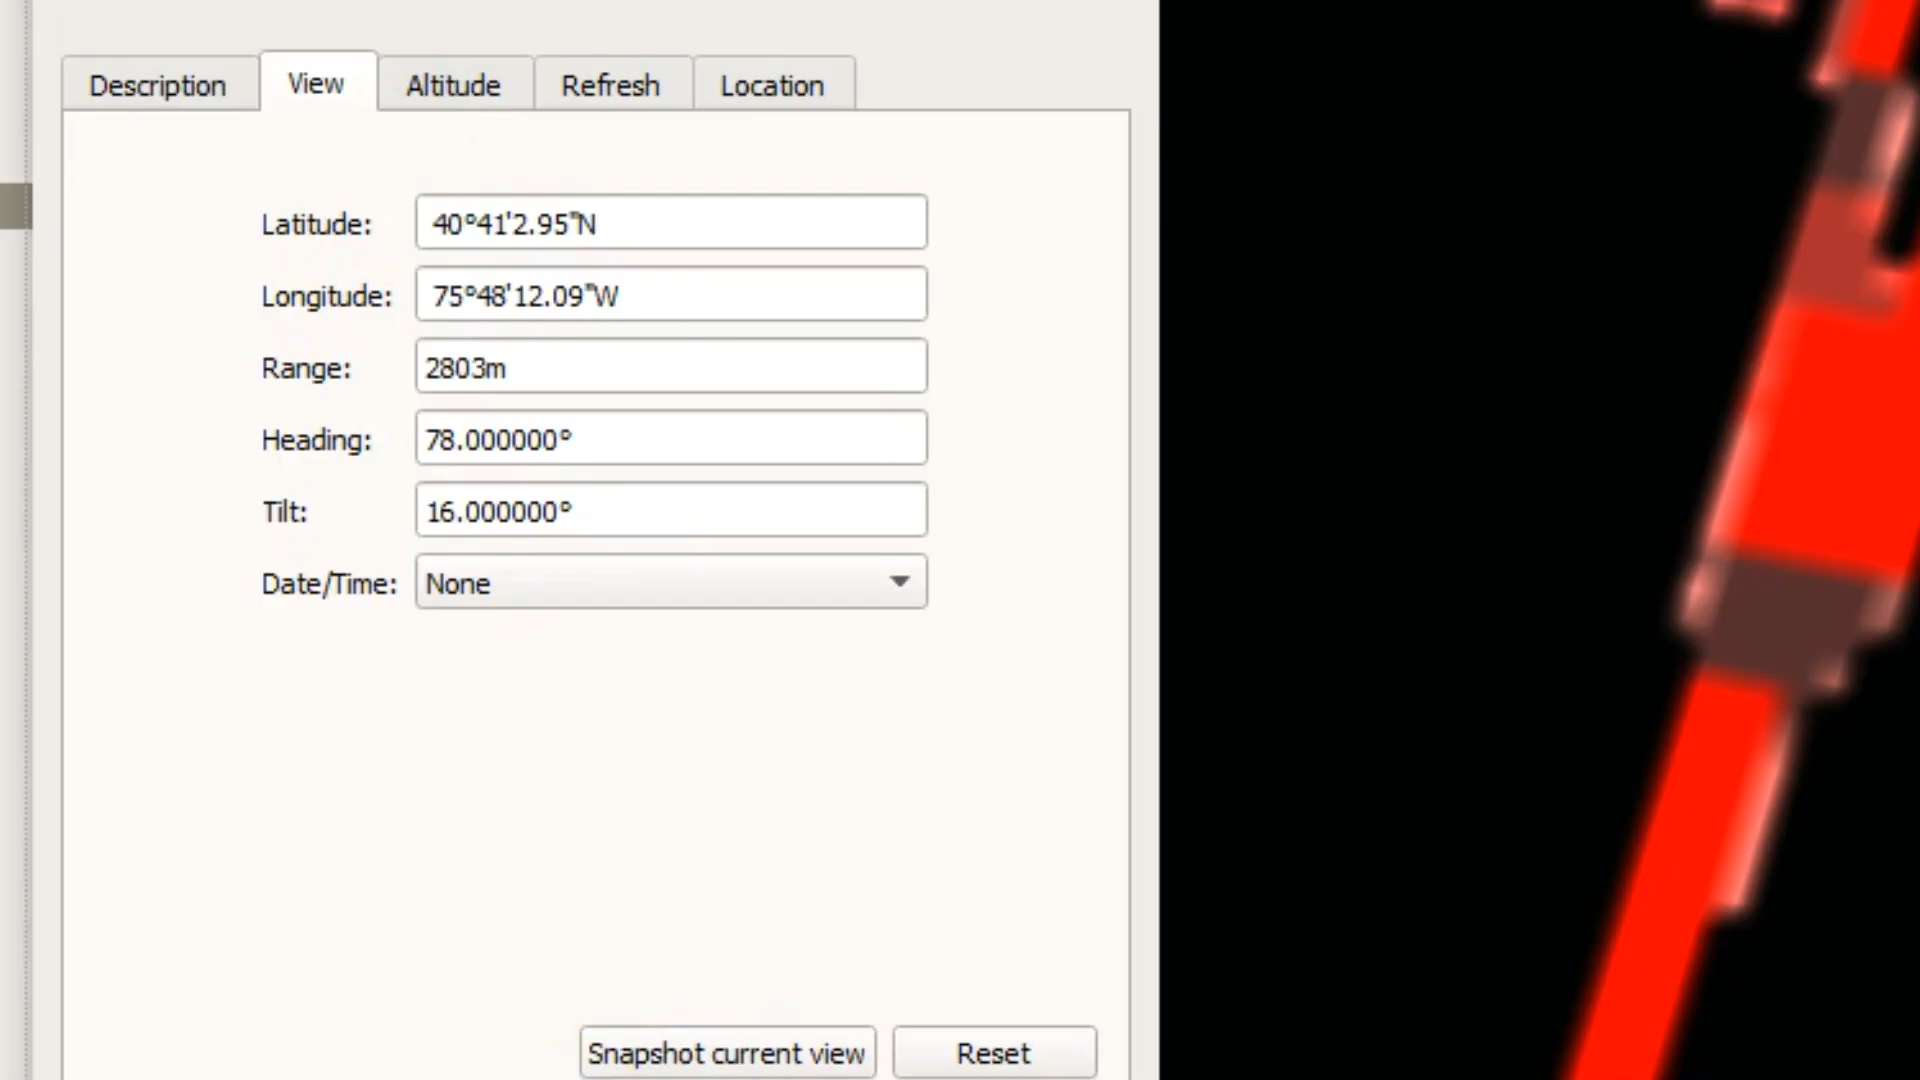 Description View Altitude Refresh Location
Latitude: 40°41'2.95"N
Longitude: 75°48'12.09"W
Range: 2803m
Heading: 78.000000°
Tilt: 16.000000°
Date/Time: None
Snapshot current view Reset